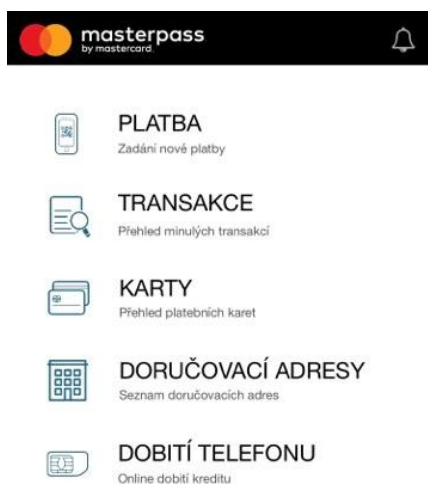 masterpass
by mastercard.
PLATBA
Zadání nové platby
TRANSAKCE
Přehled minulých transakcí
KARTY
Přehled platebních karet
DORUČOVACÍ ADRESY
Seznam doručovacích adres
DOBITÍ TELEFONU
Online dobití kreditu